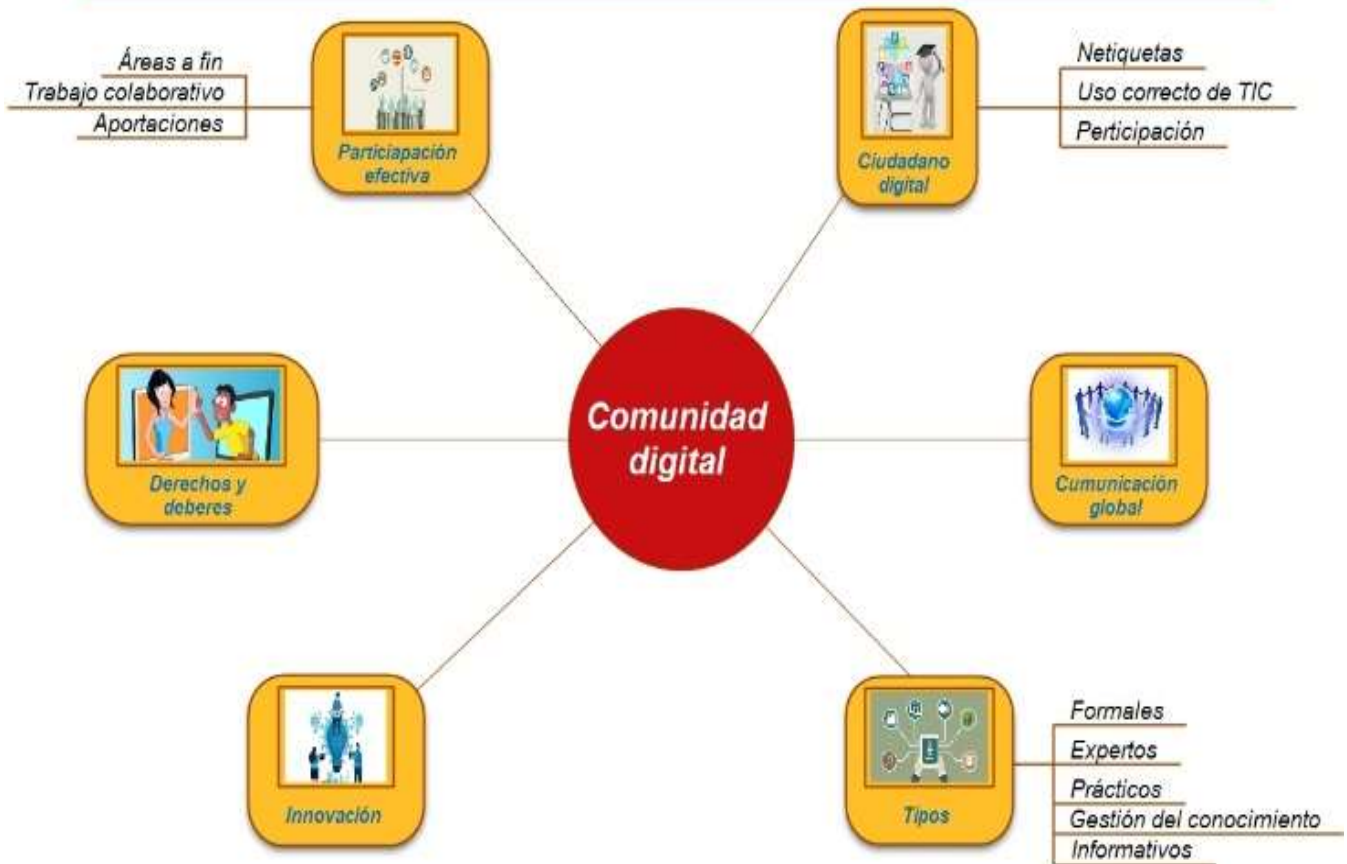 Áreas a fin
Trabajo colaborativo
Aportaciones
Particiapación
efectiva
Ciudadano
digital
Netiquetas
Uso correcto de TIC
Perticipación
Comunidad
digital
Derechos y
deberes
Cumunicación
global
Innovación
Tipos
Formales
Expertos
Prácticos
Gestión del conocimiento
Informativos